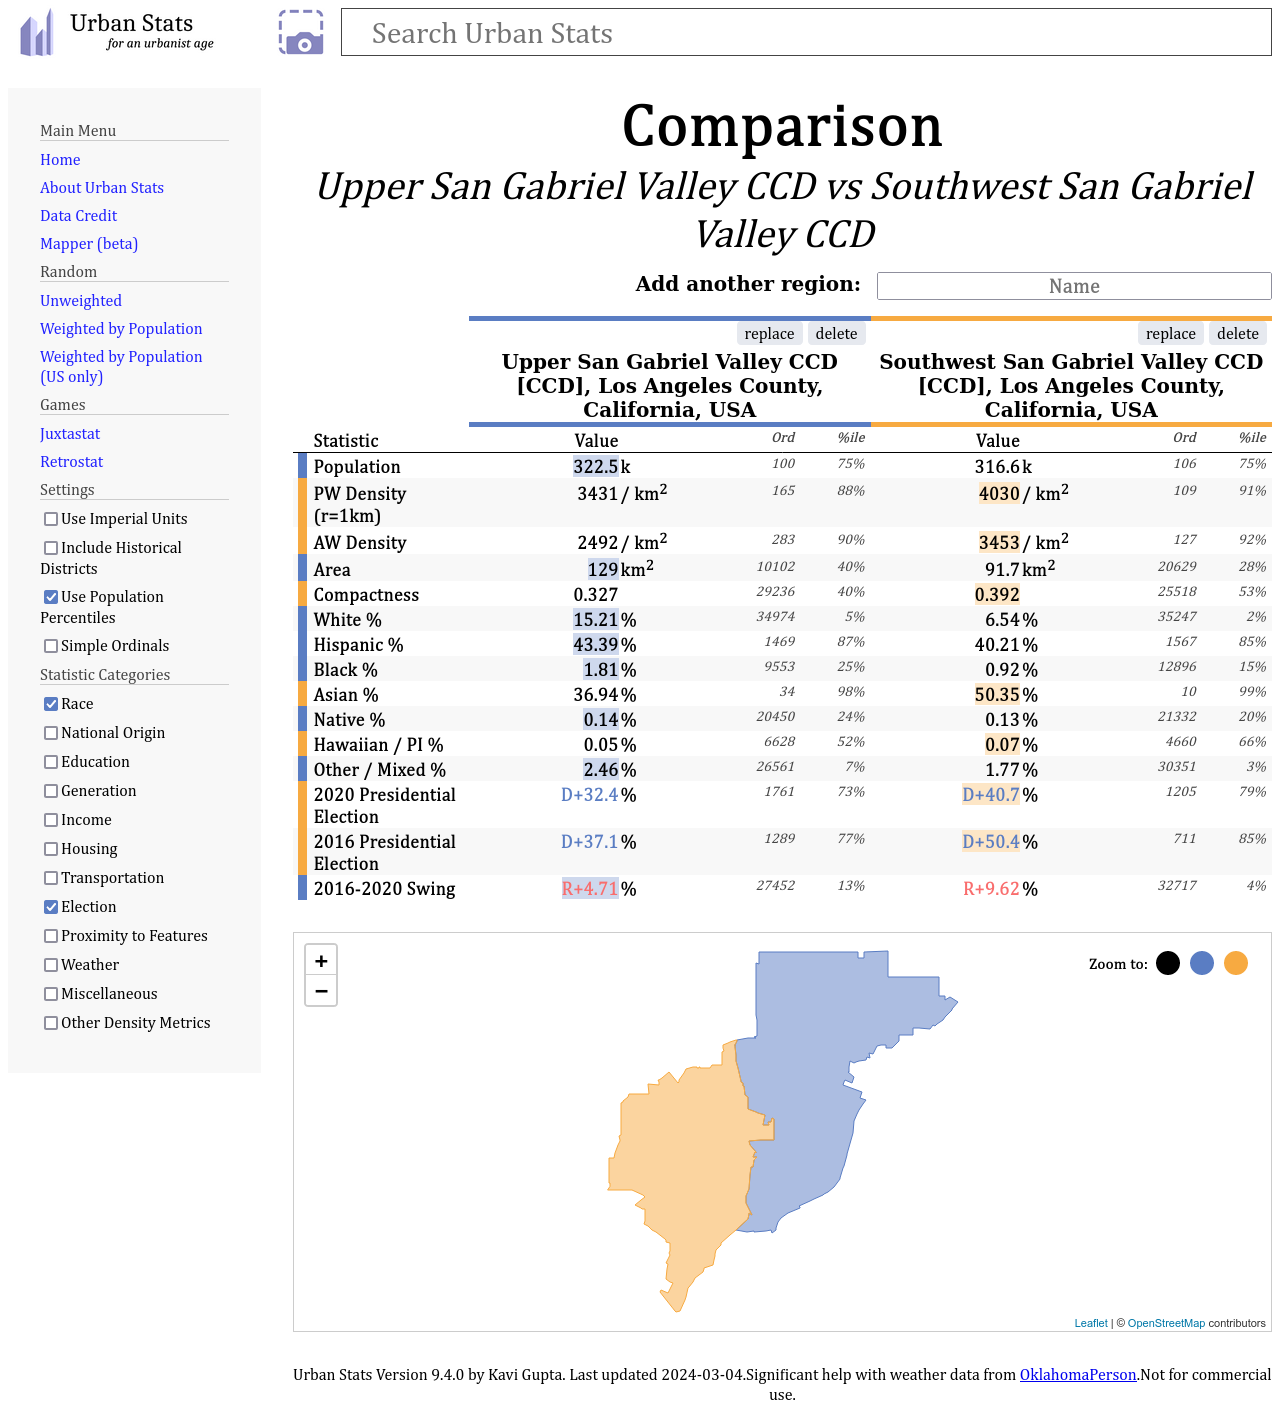 Urban Stats
for an urbanist age
Search Urban Stats
Main Menu
Home
About Urban Stats
Data Credit
Mapper (beta)
Random
Unweighted
Weighted by Population
Weighted by Population
(US only)
Games
Juxtastat
Retrostat
Settings
Use Imperial Units
Include Historical
Districts
Use Population
Percentiles
Simple Ordinals
Statistic Categories
Race
National Origin
Education
Generation
Income
Housing
Transportation
Election
Proximity to Features
Weather
Miscellaneous
Other Density Metrics
Comparison
Upper San Gabriel Valley CCD vs Southwest San Gabriel
Valley CCD
Add another region: Name
replace delete replace delete
Upper San Gabriel Valley CCD Southwest San Gabriel Valley CCD
[CCD], Los Angeles County, [CCD], Los Angeles County,
California, USA California, USA
Statistic Value Ord %ile Value Ord %ile
Population 322.5k 100 75% 316.6k 106 75%
PW Density 3431 / km² 165 88% 4030 / km² 109 91%
(r=1km)
AW Density 2492 / km² 283 90% 3453 / km² 127 92%
Area 129 km² 10102 40% 91.7 km² 20629 28%
Compactness 0.327 29236 40% 0.392 25518 53%
White % 15.21% 34974 5% 6.54% 35247 2%
Hispanic % 43.39% 1469 87% 40.21% 1567 85%
Black % 1.81% 9553 25% 0.92% 12896 15%
Asian % 36.94% 34 98% 50.35% 10 99%
Native % 0.14% 20450 24% 0.13% 21332 20%
Hawaiian / PI % 0.05% 6628 52% 0.07% 4660 66%
Other / Mixed % 2.46% 26561 7% 1.77% 30351 3%
2020 Presidential D+32.4% 1761 73% D+40.7% 1205 79%
Election
2016 Presidential D+37.1% 1289 77% D+50.4% 711 85%
Election
2016-2020 Swing R+4.71% 27452 13% R+9.62% 32717 4%
+
−
Zoom to:
Leaflet | © OpenStreetMap contributors
Urban Stats Version 9.4.0 by Kavi Gupta. Last updated 2024-03-04.Significant help with weather data from OklahomaPerson.Not for commercial
use.